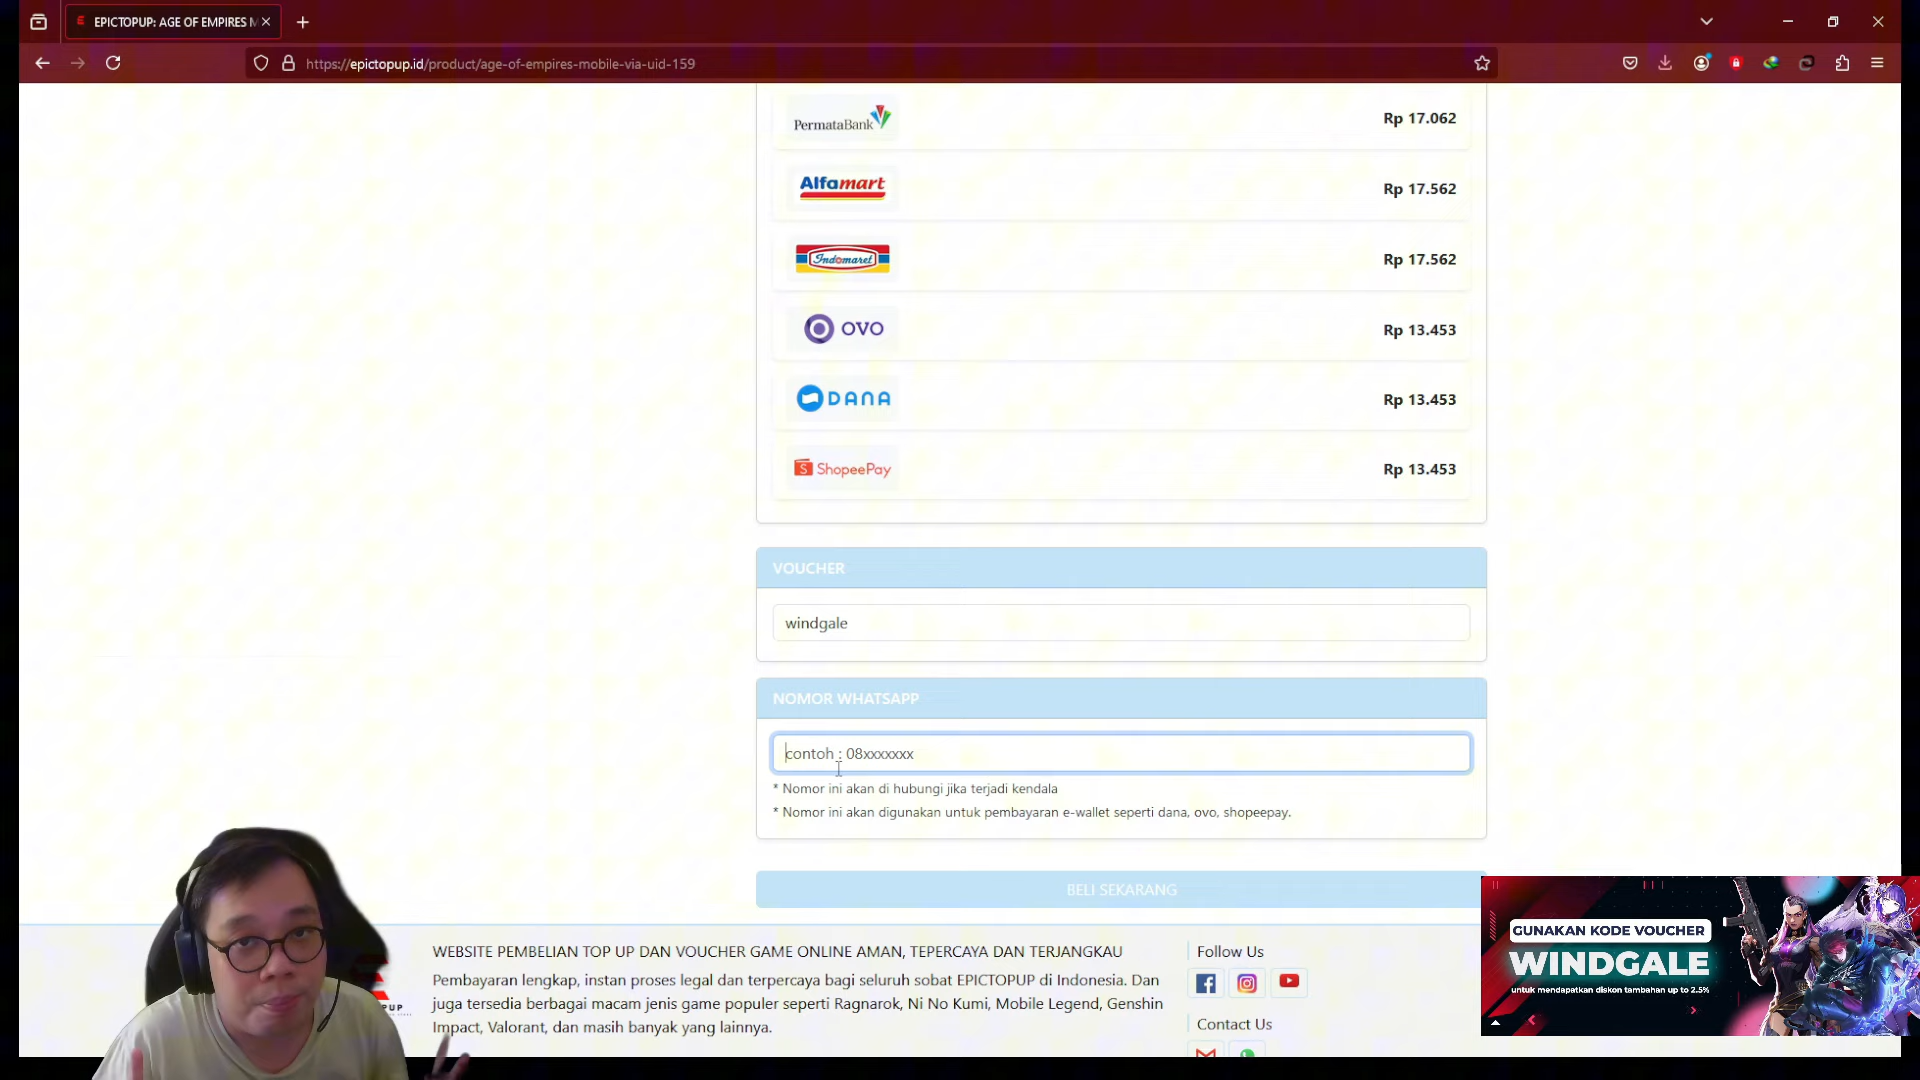 EPICTOPUP: AGE OF EMPIRES M
https://epictopup.id/product/age-of-empires-mobile-via-uid-159
PermataBank
Rp 17.062
Alfamart
Rp 17.562
Indomaret
Rp 17.562
OVO
Rp 13.453
DANA
Rp 13.453
ShopeePay
Rp 13.453
VOUCHER
windgale
NOMOR WHATSAPP
contoh : 08xxxxxxx
* Nomor ini akan di hubungi jika terjadi kendala
* Nomor ini akan digunakan untuk pembayaran e-wallet seperti dana, ovo, shopeepay.
BELI SEKARANG
WEBSITE PEMBELIAN TOP UP DAN VOUCHER GAME ONLINE AMAN, TEPERCAYA DAN TERJANGKAU
Pembayaran lengkap, instan proses legal dan terpercaya bagi seluruh sobat EPICTOPUP di Indonesia. Dan
juga tersedia berbagai macam jenis game populer seperti Ragnarok, Ni No Kumi, Mobile Legend, Genshin
Impact, Valorant, dan masih banyak yang lainnya.
Follow Us
Contact Us
GUNAKAN KODE VOUCHER
WINDGALE
untuk mendapatkan diskon tambahan up to 2.5%